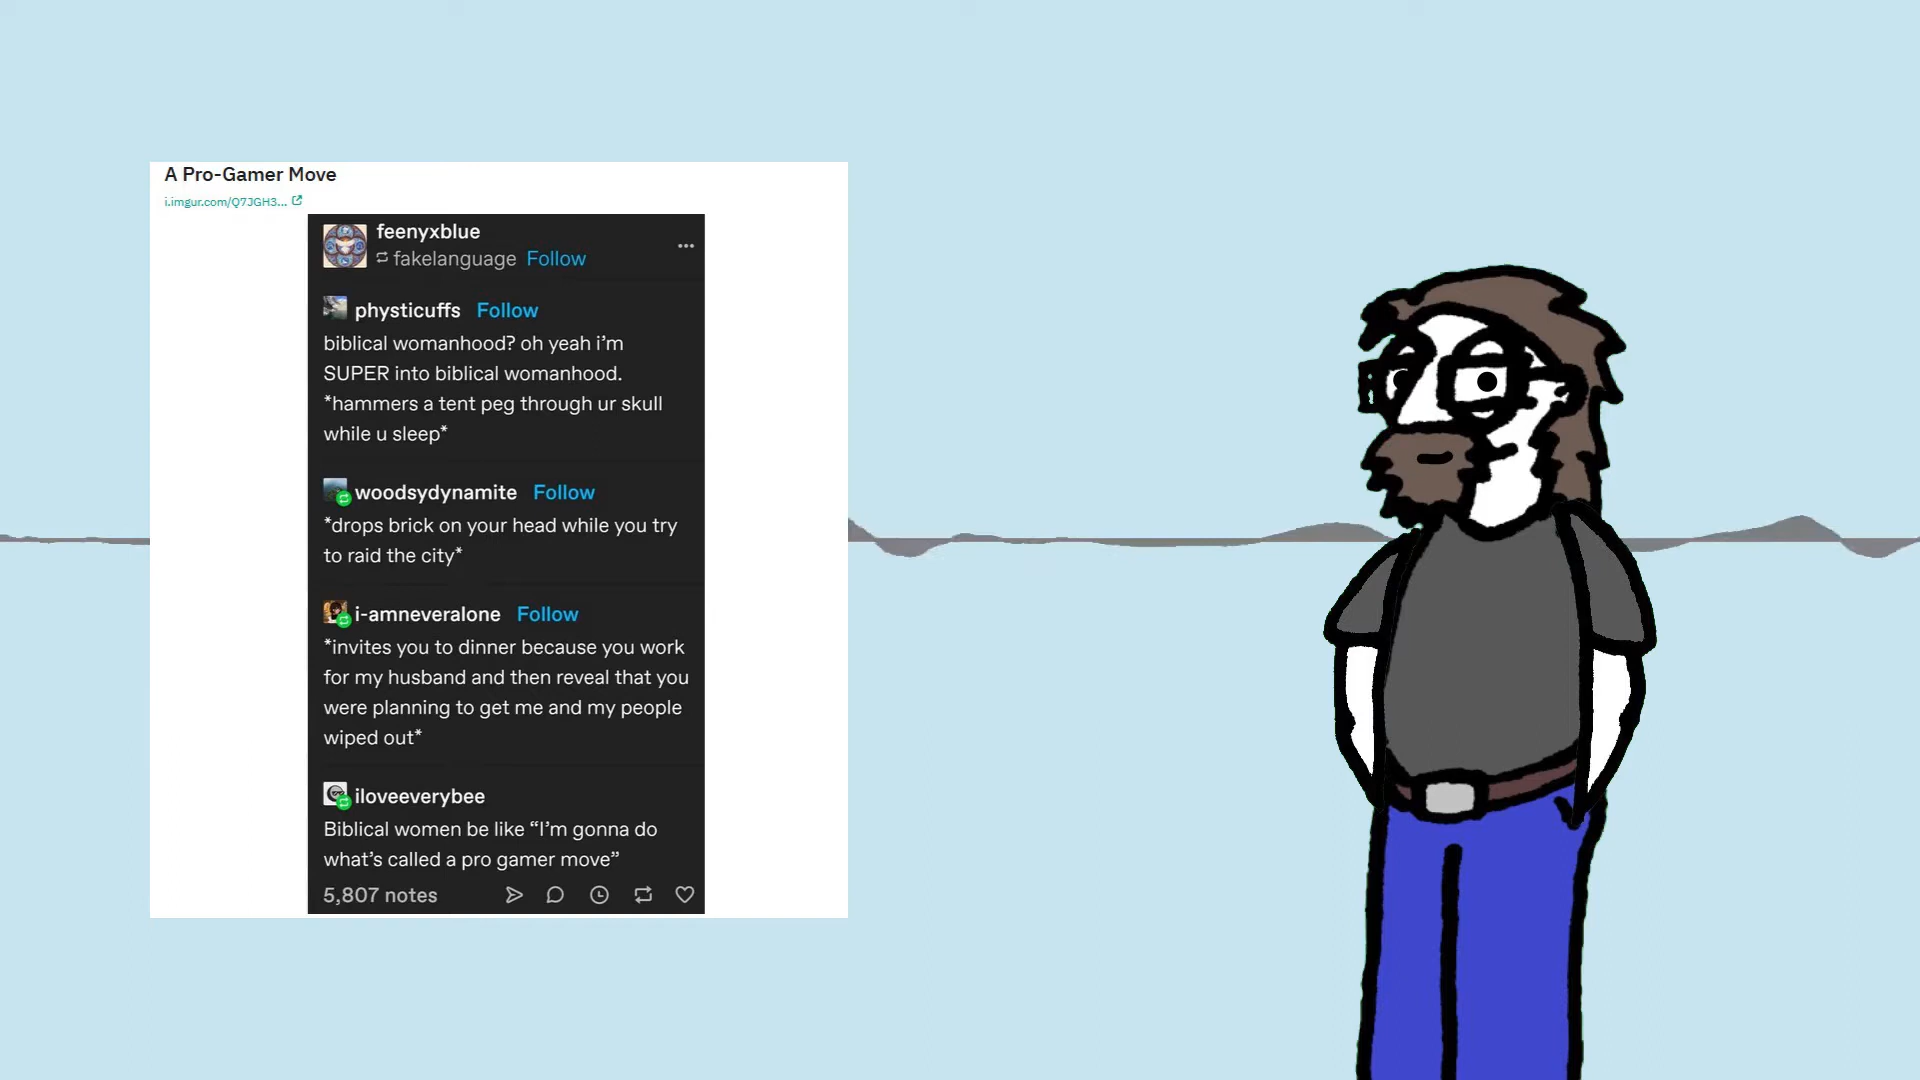 A Pro-Gamer Move
i.imgur.com/Q7JGH3...
feenyxblue
fakelanguage Follow
physticuffs Follow
biblical womanhood? oh yeah i’m
SUPER into biblical womanhood.
*hammers a tent peg through ur skull
while u sleep*
woodsydynamite Follow
*drops brick on your head while you try
to raid the city*
i-amneveralone Follow
*invites you to dinner because you work
for my husband and then reveal that you
were planning to get me and my people
wiped out*
iloveeverybee
Biblical women be like “I’m gonna do
what’s called a pro gamer move”
5,807 notes